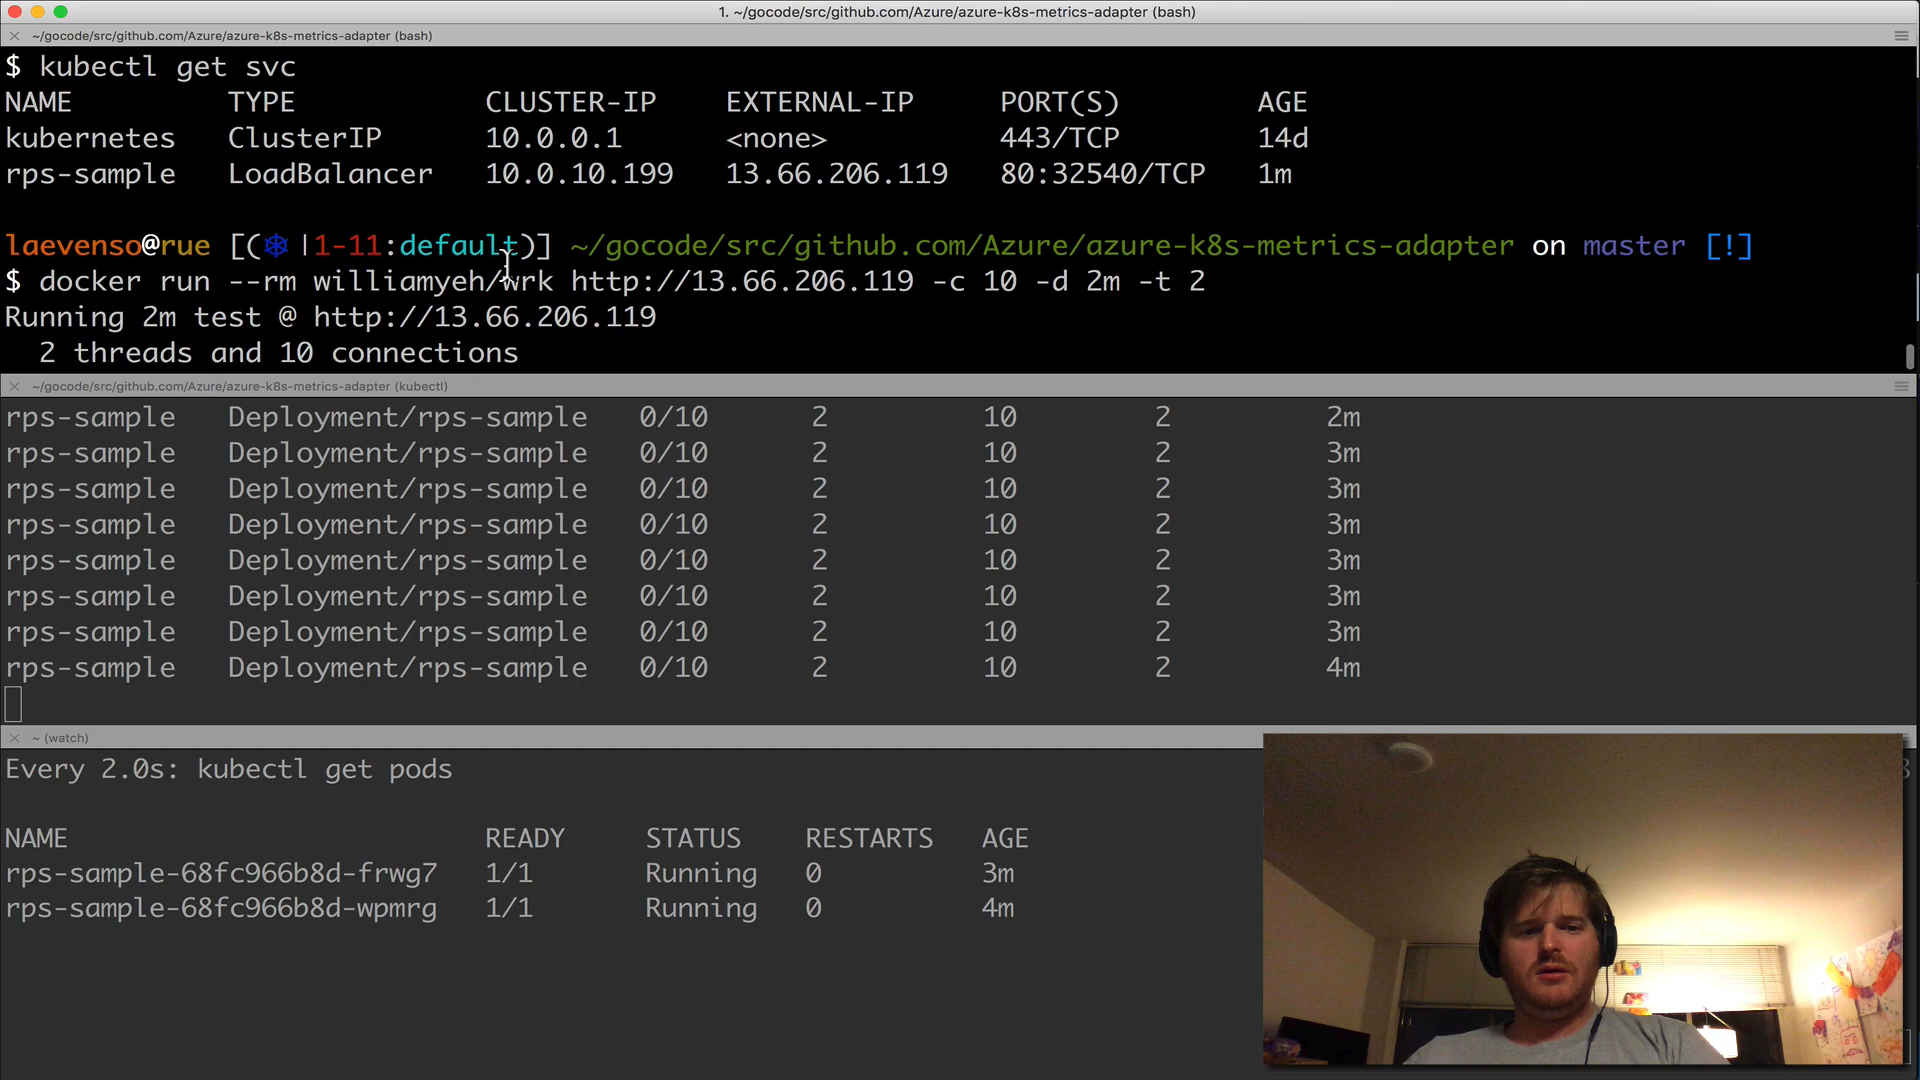 1. ~/gocode/src/github.com/Azure/azure-k8s-metrics-adapter (bash)
~/gocode/src/github.com/Azure/azure-k8s-metrics-adapter (bash)
$ kubectl get svc
NAME TYPE CLUSTER-IP EXTERNAL-IP PORT(S) AGE
kubernetes ClusterIP 10.0.0.1 <none> 443/TCP 14d
rps-sample LoadBalancer 10.0.10.199 13.66.206.119 80:32540/TCP 1m
laevenso@rue [(⎈ |1-11:default)] ~/gocode/src/github.com/Azure/azure-k8s-metrics-adapter on master [!]
$ docker run --rm williamyeh/wrk http://13.66.206.119 -c 10 -d 2m -t 2
Running 2m test @ http://13.66.206.119
2 threads and 10 connections
~/gocode/src/github.com/Azure/azure-k8s-metrics-adapter (kubectl)
rps-sample Deployment/rps-sample 0/10 2 10 2 2m
rps-sample Deployment/rps-sample 0/10 2 10 2 3m
rps-sample Deployment/rps-sample 0/10 2 10 2 3m
rps-sample Deployment/rps-sample 0/10 2 10 2 3m
rps-sample Deployment/rps-sample 0/10 2 10 2 3m
rps-sample Deployment/rps-sample 0/10 2 10 2 3m
rps-sample Deployment/rps-sample 0/10 2 10 2 3m
rps-sample Deployment/rps-sample 0/10 2 10 2 4m
~ (watch)
Every 2.0s: kubectl get pods
NAME READY STATUS RESTARTS AGE
rps-sample-68fc966b8d-frwg7 1/1 Running 0 3m
rps-sample-68fc966b8d-wpmrg 1/1 Running 0 4m